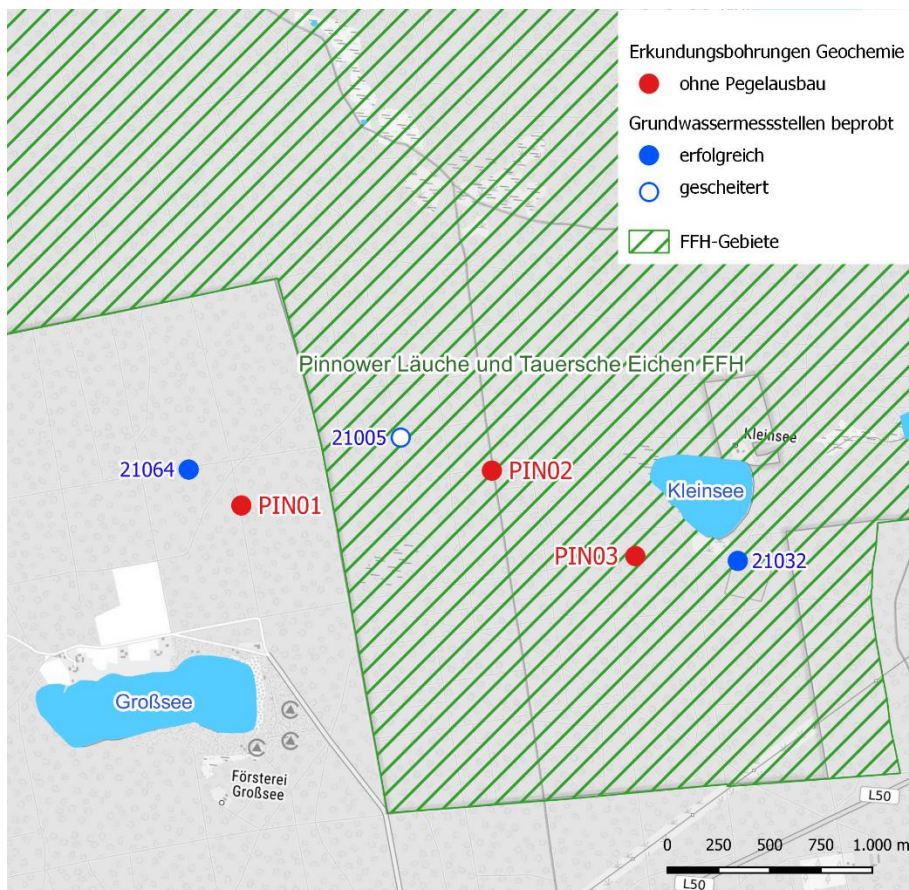 Erkundungsbohrungen Geochemie
ohne Pegelausbau
Grundwassermessstellen beprobt
erfolgreich
gescheitert
FFH-Gebiete
Pinnower Läuche und Tauersche Eichen FFH
21005
Kleinsee
21064
PIN02
Kleinsee
PIN01
PIN03
21032
Großsee
Försterei
Großsee
L50
0 250 500 750 1.000 m
L50